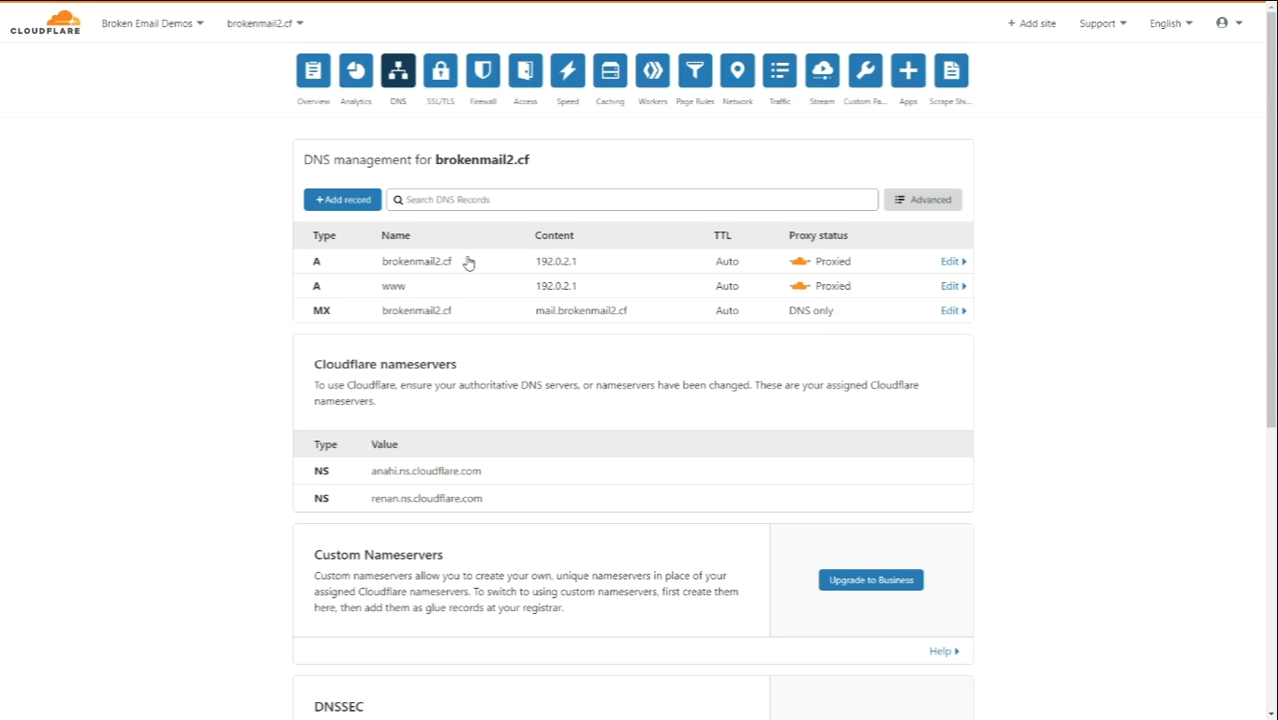 CLOUDFLARE
Broken Email Demos
brokenmail2.cf
+ Add site
Support
English
Overview
Analytics
DNS
SSL/TLS
Firewall
Access
Speed
Caching
Workers
Page Rules
Network
Traffic
Stream
Custom Pa...
Apps
Scrape Shi...
DNS management for brokenmail2.cf
+Add record
Search DNS Records
Advanced
Type Name Content TTL Proxy status
A brokenmail2.cf 192.0.2.1 Auto Proxied Edit
A www 192.0.2.1 Auto Proxied Edit
MX brokenmail2.cf mail.brokenmail2.cf Auto DNS only Edit
Cloudflare nameservers
To use Cloudflare, ensure your authoritative DNS servers, or nameservers have been changed. These are your assigned Cloudflare
nameservers.
Type Value
NS anahi.ns.cloudflare.com
NS renan.ns.cloudflare.com
Custom Nameservers
Custom nameservers allow you to create your own, unique nameservers in place of your
assigned Cloudflare nameservers. To switch to using custom nameservers, first create them
here, then add them as glue records at your registrar.
Upgrade to Business
Help
DNSSEC